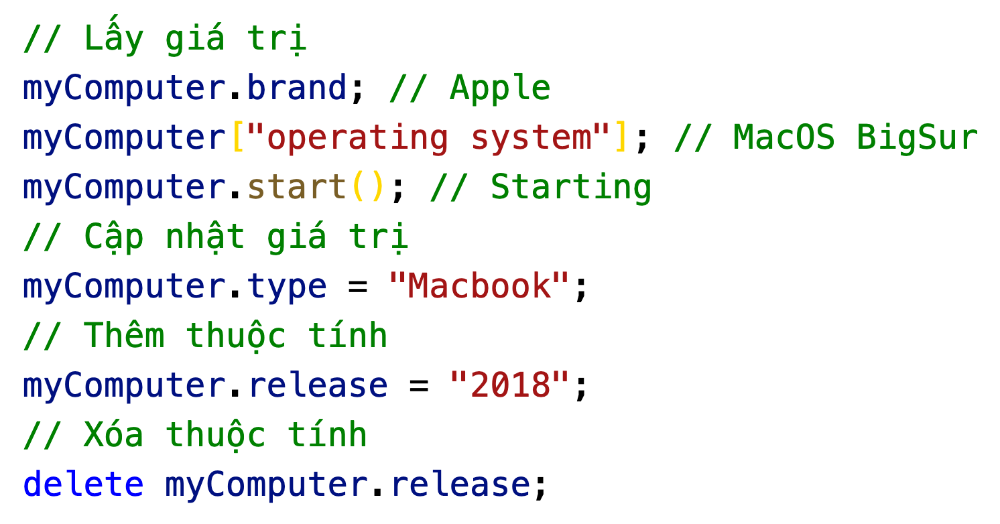 // Lấy giá trị
myComputer.brand; // Apple
myComputer["operating system"]; // MacOS BigSur
myComputer.start(); // Starting
// Cập nhật giá trị
myComputer.type = "Macbook";
// Thêm thuộc tính
myComputer.release = "2018";
// Xóa thuộc tính
delete myComputer.release;